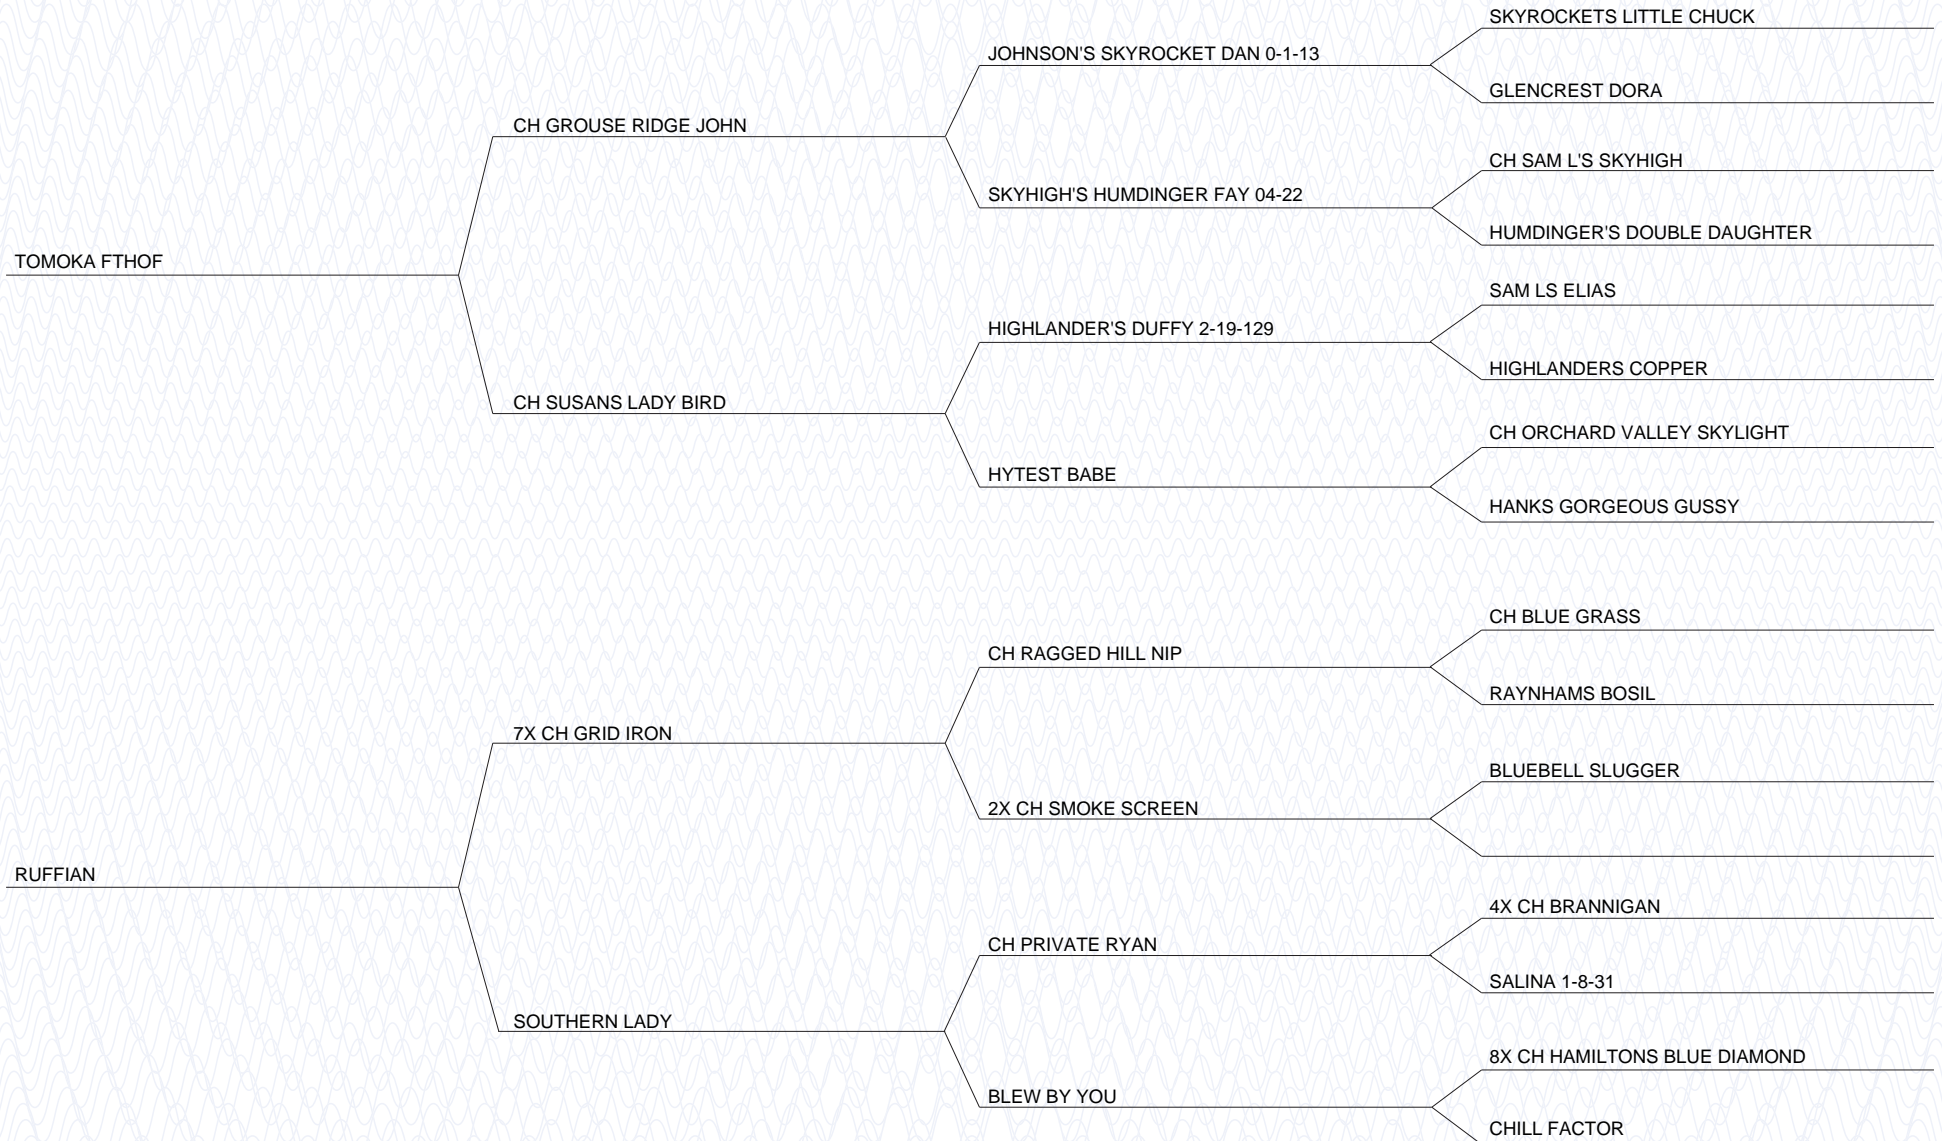 SKYROCKETS LITTLE CHUCK
JOHNSON'S SKYROCKET DAN 0-1-13
GLENCREST DORA
CH GROUSE RIDGE JOHN
CH SAM L'S SKYHIGH
SKYHIGH'S HUMDINGER FAY 04-22
HUMDINGER'S DOUBLE DAUGHTER
TOMOKA FTHOF
SAM LS ELIAS
HIGHLANDER'S DUFFY 2-19-129
HIGHLANDERS COPPER
CH SUSANS LADY BIRD
CH ORCHARD VALLEY SKYLIGHT
HYTEST BABE
HANKS GORGEOUS GUSSY
CH BLUE GRASS
CH RAGGED HILL NIP
RAYNHAMS BOSIL
7X CH GRID IRON
BLUEBELL SLUGGER
2X CH SMOKE SCREEN
RUFFIAN
4X CH BRANNIGAN
CH PRIVATE RYAN
SALINA 1-8-31
SOUTHERN LADY
8X CH HAMILTONS BLUE DIAMOND
BLEW BY YOU
CHILL FACTOR